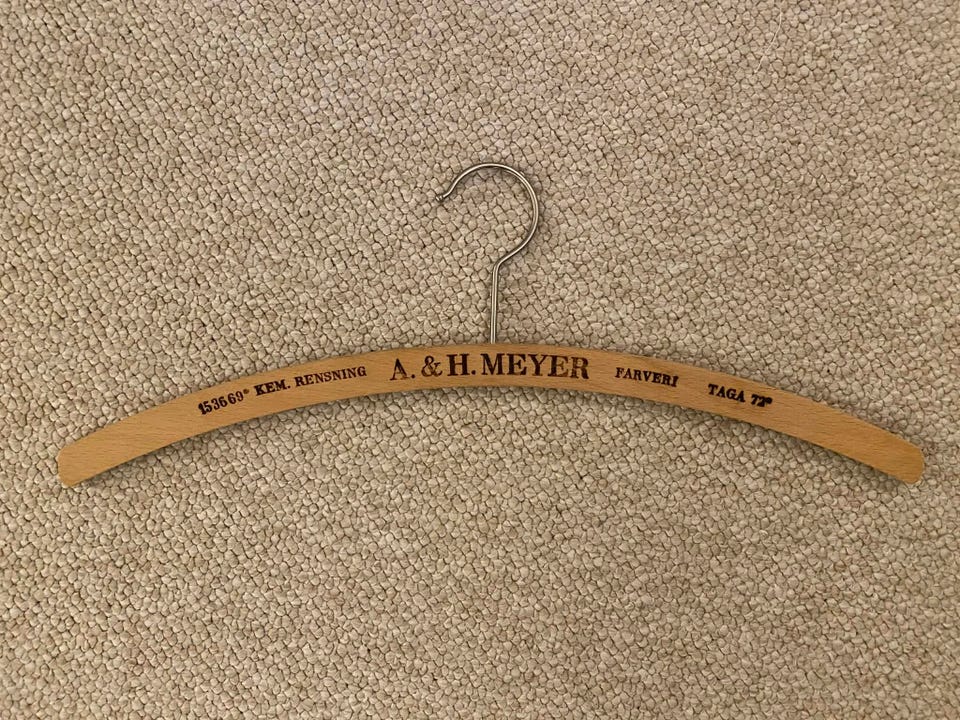 153669* KEM. RENSNING A. & H. MEYER FARVERI TAGA 72*